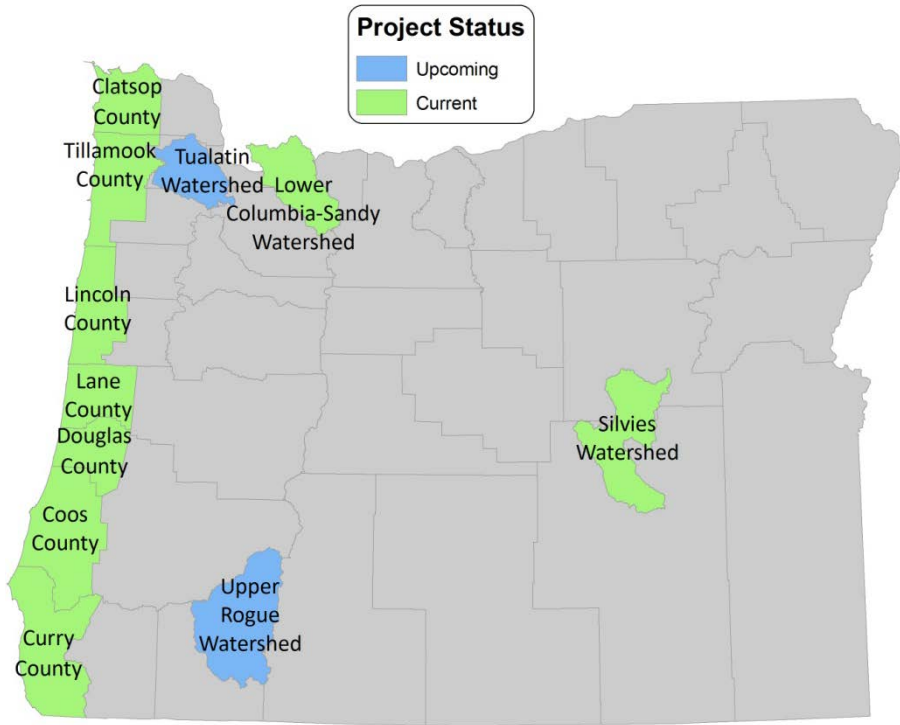 Project Status
Upcoming
Current
Clatsop
County
Tillamook
County
Tualatin
Watershed
Lower
Columbia-Sandy
Watershed
Lincoln
County
Lane
County
Douglas
County
Silvies
Watershed
Coos
County
Upper
Rogue
Watershed
Curry
County